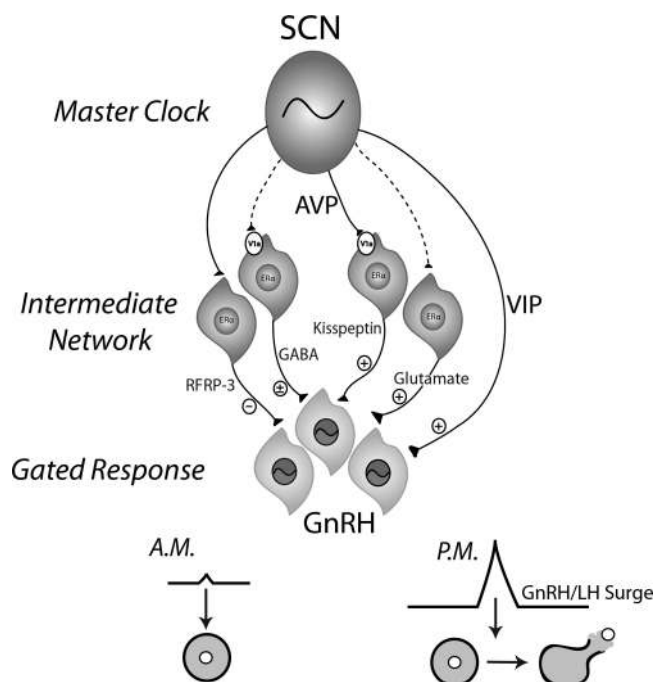 SCN
Master Clock
AVP
V1a
V1a
ERα
ERα
Intermediate
Network
ERα
ERα
VIP
Kisspeptin
GABA
Glutamate
RFRP-3
+
±
+
+
−
Gated Response
GnRH
A.M.
P.M.
GnRH/LH Surge